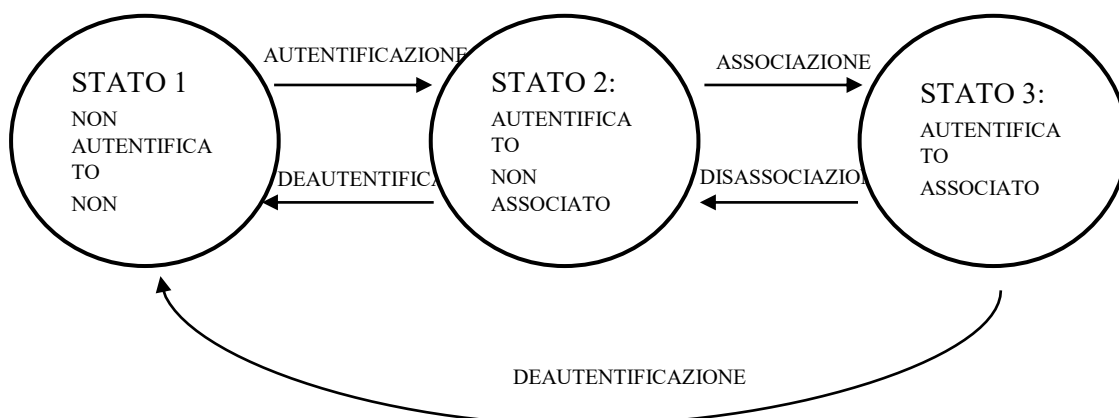 AUTENTIFICAZIONE
ASSOCIAZIONE
STATO 1
NON
AUTENTIFICA
TO
NON
STATO 2:
AUTENTIFICA
TO
NON
ASSOCIATO
STATO 3:
AUTENTIFICA
TO
ASSOCIATO
DEAUTENTIFICA
DISASSOCIAZION
DEAUTENTIFICAZIONE